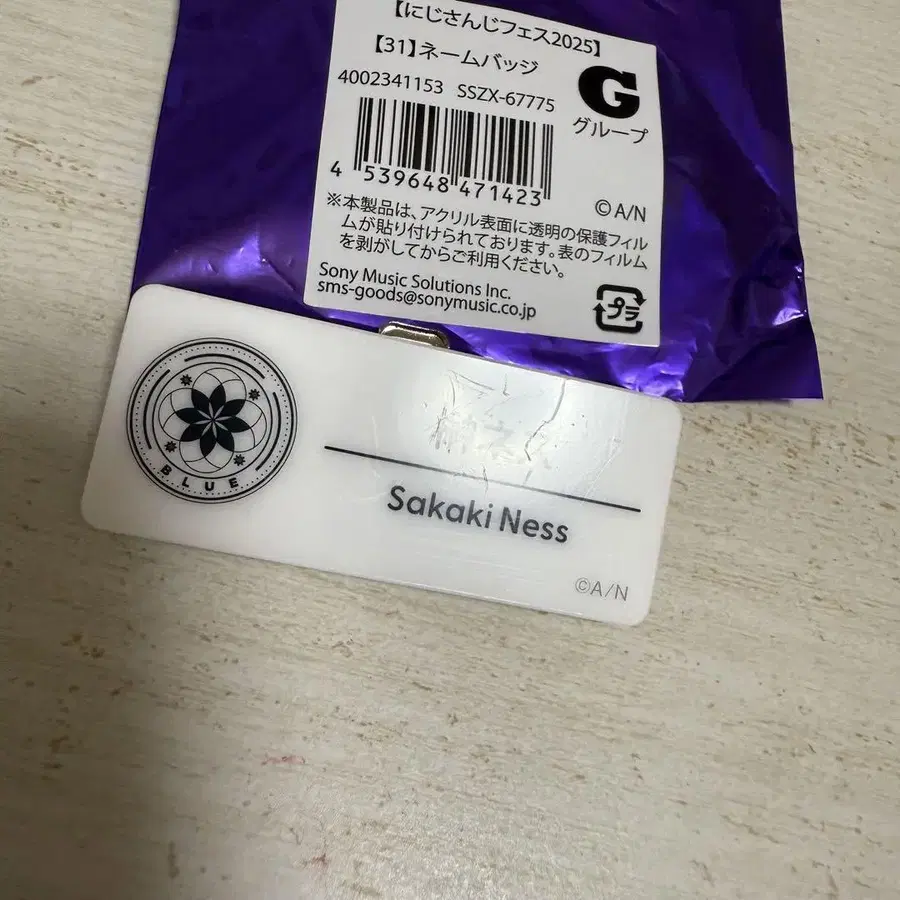 【にじさんじフェス2025】
【31】ネームバッジ
4002341153 SSZX-67775
G
グループ
4 539648 471423
©A/N
※本製品は、アクリル表面に透明の保護フィル
ムが貼り付けられております。表のフィルム
を剥がしてからご利用ください。
Sony Music Solutions Inc.
sms-goods@sonymusic.co.jp
プラ
BLUE
Sakaki Ness
©A/N